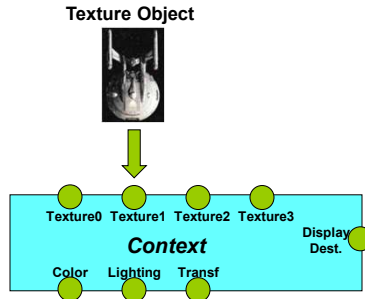 Texture Object
Texture0 Texture1 Texture2 Texture3
Display
Dest.
Context
Color Lighting Transf